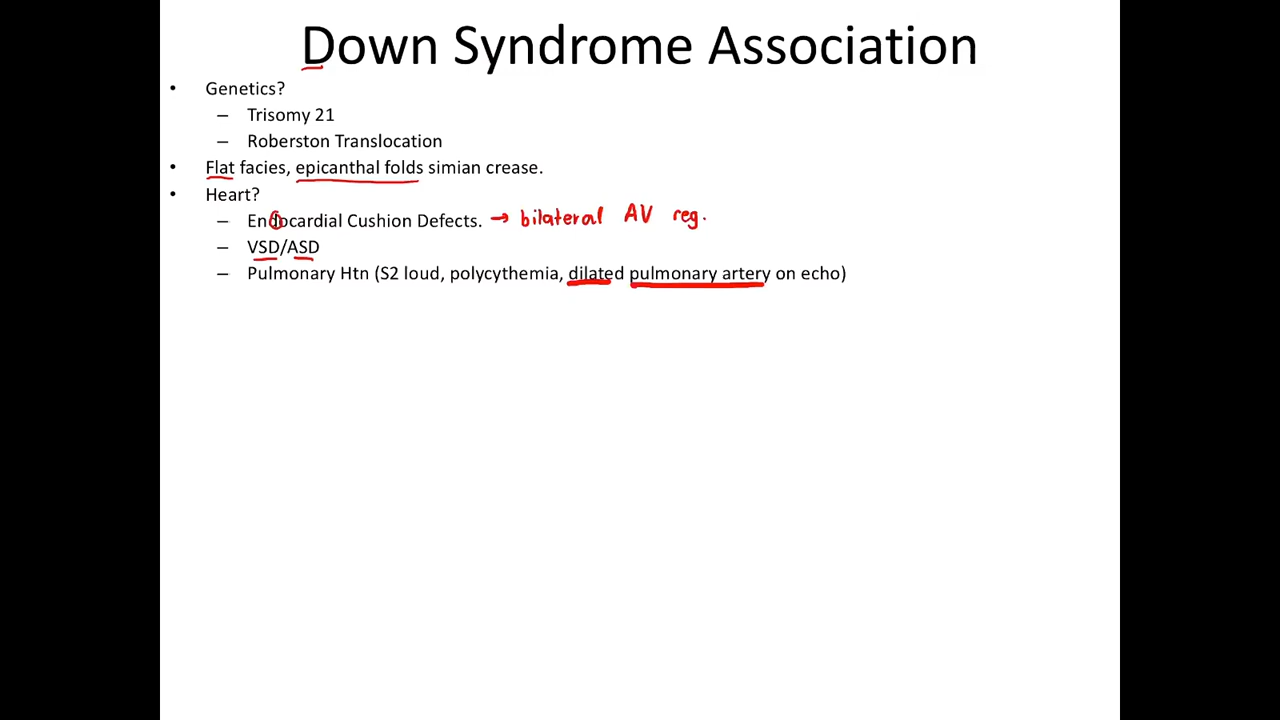 Down Syndrome Association
• Genetics?
– Trisomy 21
– Roberston Translocation
• Flat facies, epicanthal folds simian crease.
• Heart?
– Endocardial Cushion Defects. → bilateral AV reg.
– VSD/ASD
– Pulmonary Htn (S2 loud, polycythemia, dilated pulmonary artery on echo)